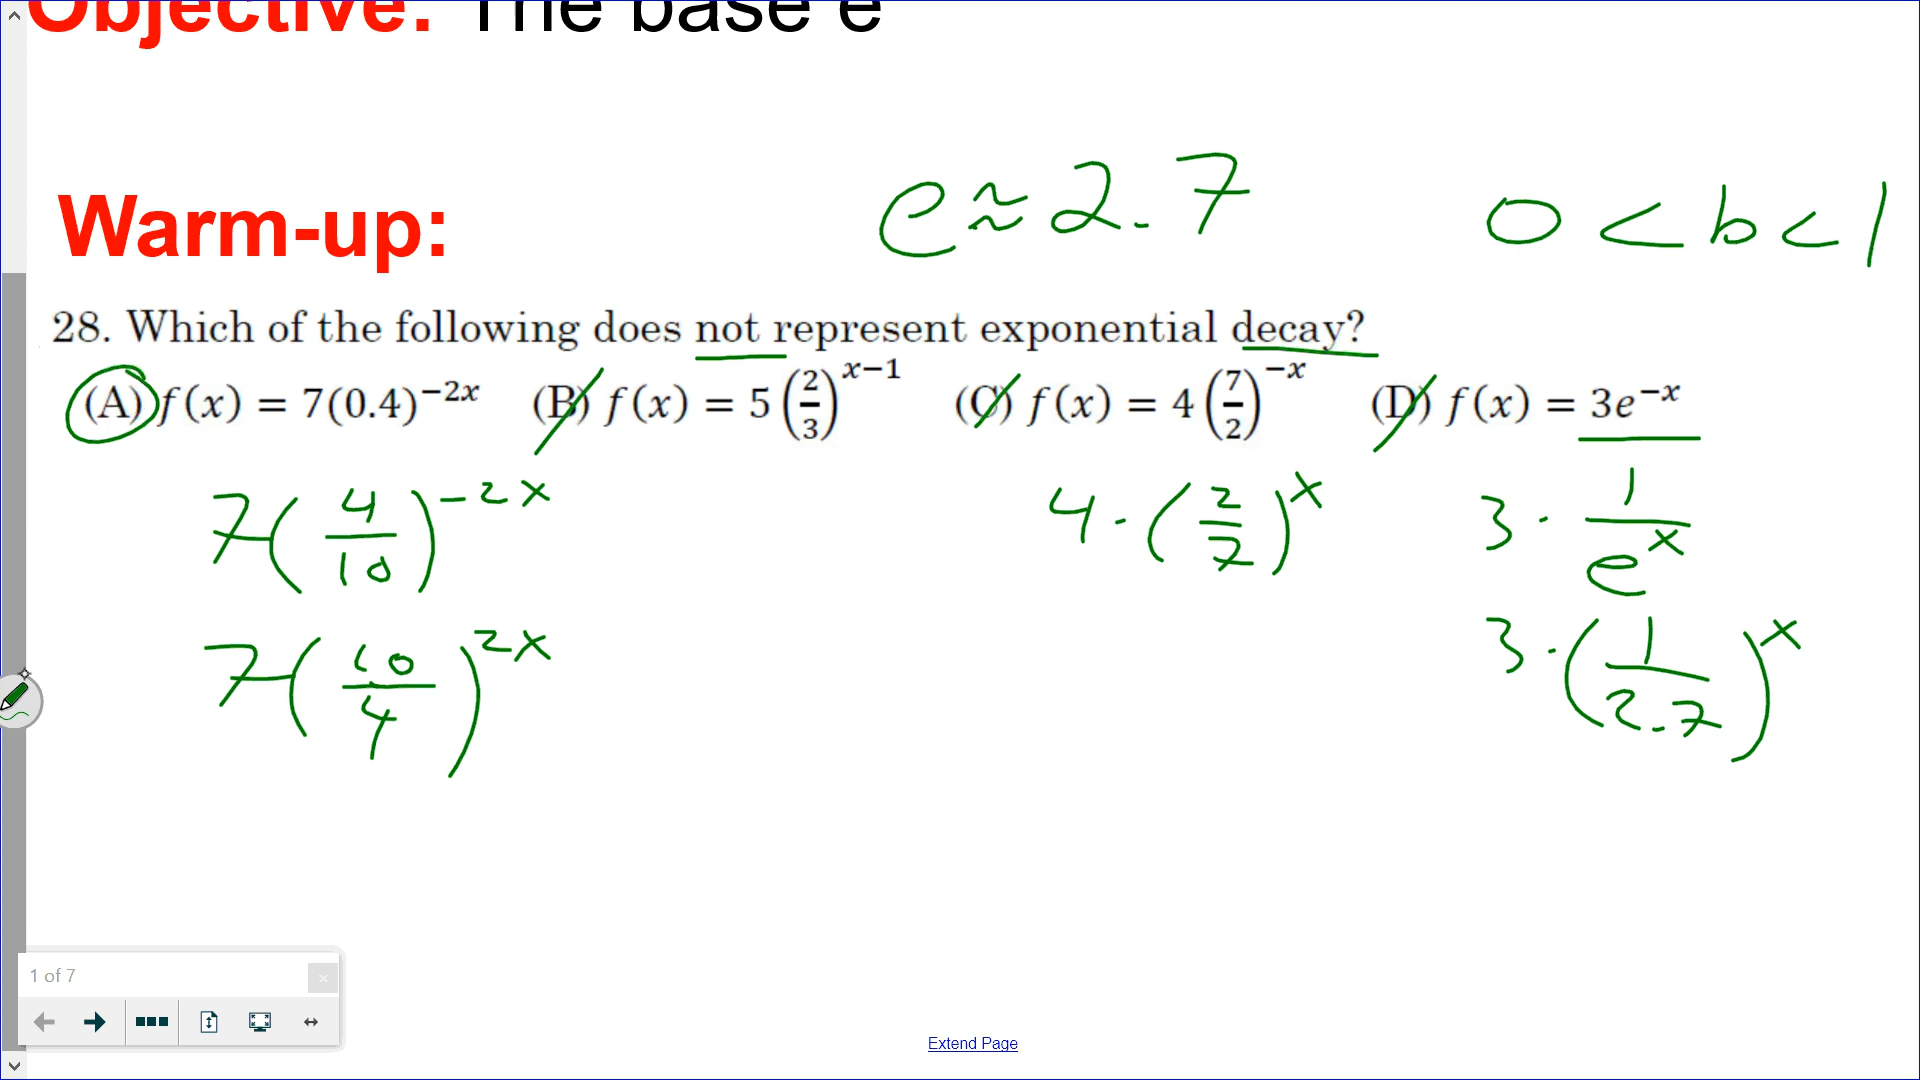 Objective: The base e
e ≈ 2.7
0 < b < 1
Warm-up:
28. Which of the following does not represent exponential decay?
(A) f(x) = 7(0.4)^{-2x} (B) f(x) = 5(2/3)^{x-1} (C) f(x) = 4(7/2)^{-x} (D) f(x) = 3e^{-x}
7(4/10)^{-2x} 4·(2/7)^x 3·1/e^x
7(10/4)^{2x} 3·(1/2.7)^x
1 of 7
Extend Page